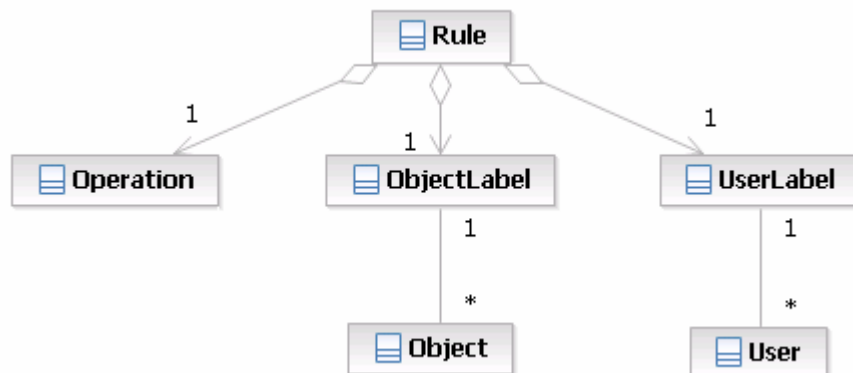 Rule
1
1
1
Operation
ObjectLabel
UserLabel
1
1
*
*
Object
User